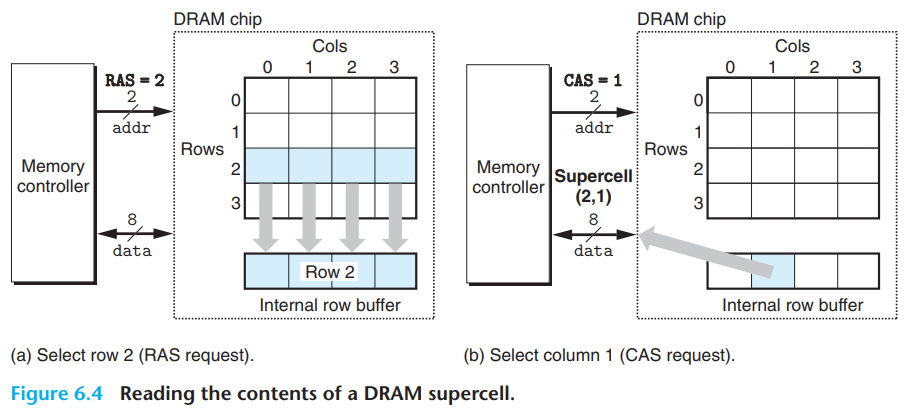 DRAM chip
Cols
0 1 2 3
RAS = 2
2
addr
0
1
Rows
2
3
Memory
controller
8
data
Row 2
Internal row buffer
(a) Select row 2 (RAS request).
DRAM chip
Cols
0 1 2 3
CAS = 1
2
addr
0
1
Rows
2
3
Memory
controller
Supercell
(2,1)
8
data
Internal row buffer
(b) Select column 1 (CAS request).
Figure 6.4 Reading the contents of a DRAM supercell.